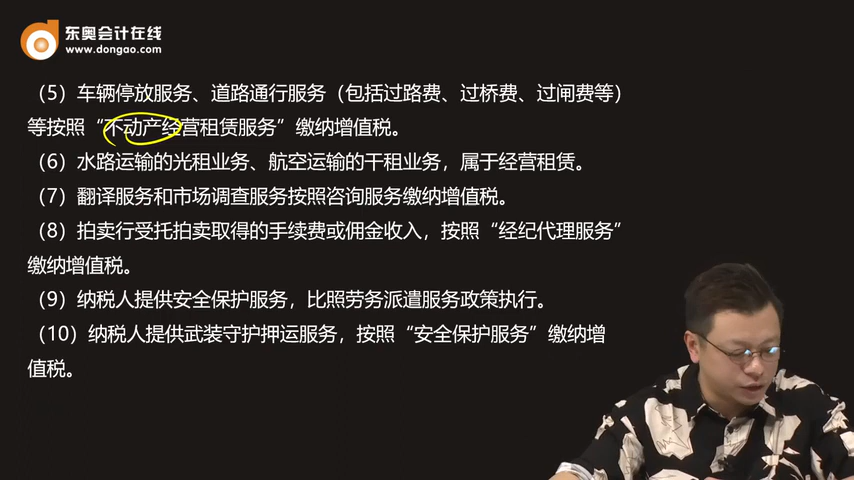 东奥会计在线
www.dongao.com
（5）车辆停放服务、道路通行服务（包括过路费、过桥费、过闸费等）
等按照“不动产经营租赁服务”缴纳增值税。
（6）水路运输的光租业务、航空运输的干租业务，属于经营租赁。
（7）翻译服务和市场调查服务按照咨询服务缴纳增值税。
（8）拍卖行受托拍卖取得的手续费或佣金收入，按照“经纪代理服务”
缴纳增值税。
（9）纳税人提供安全保护服务，比照劳务派遣服务政策执行。
（10）纳税人提供武装守护押运服务，按照“安全保护服务”缴纳增
值税。